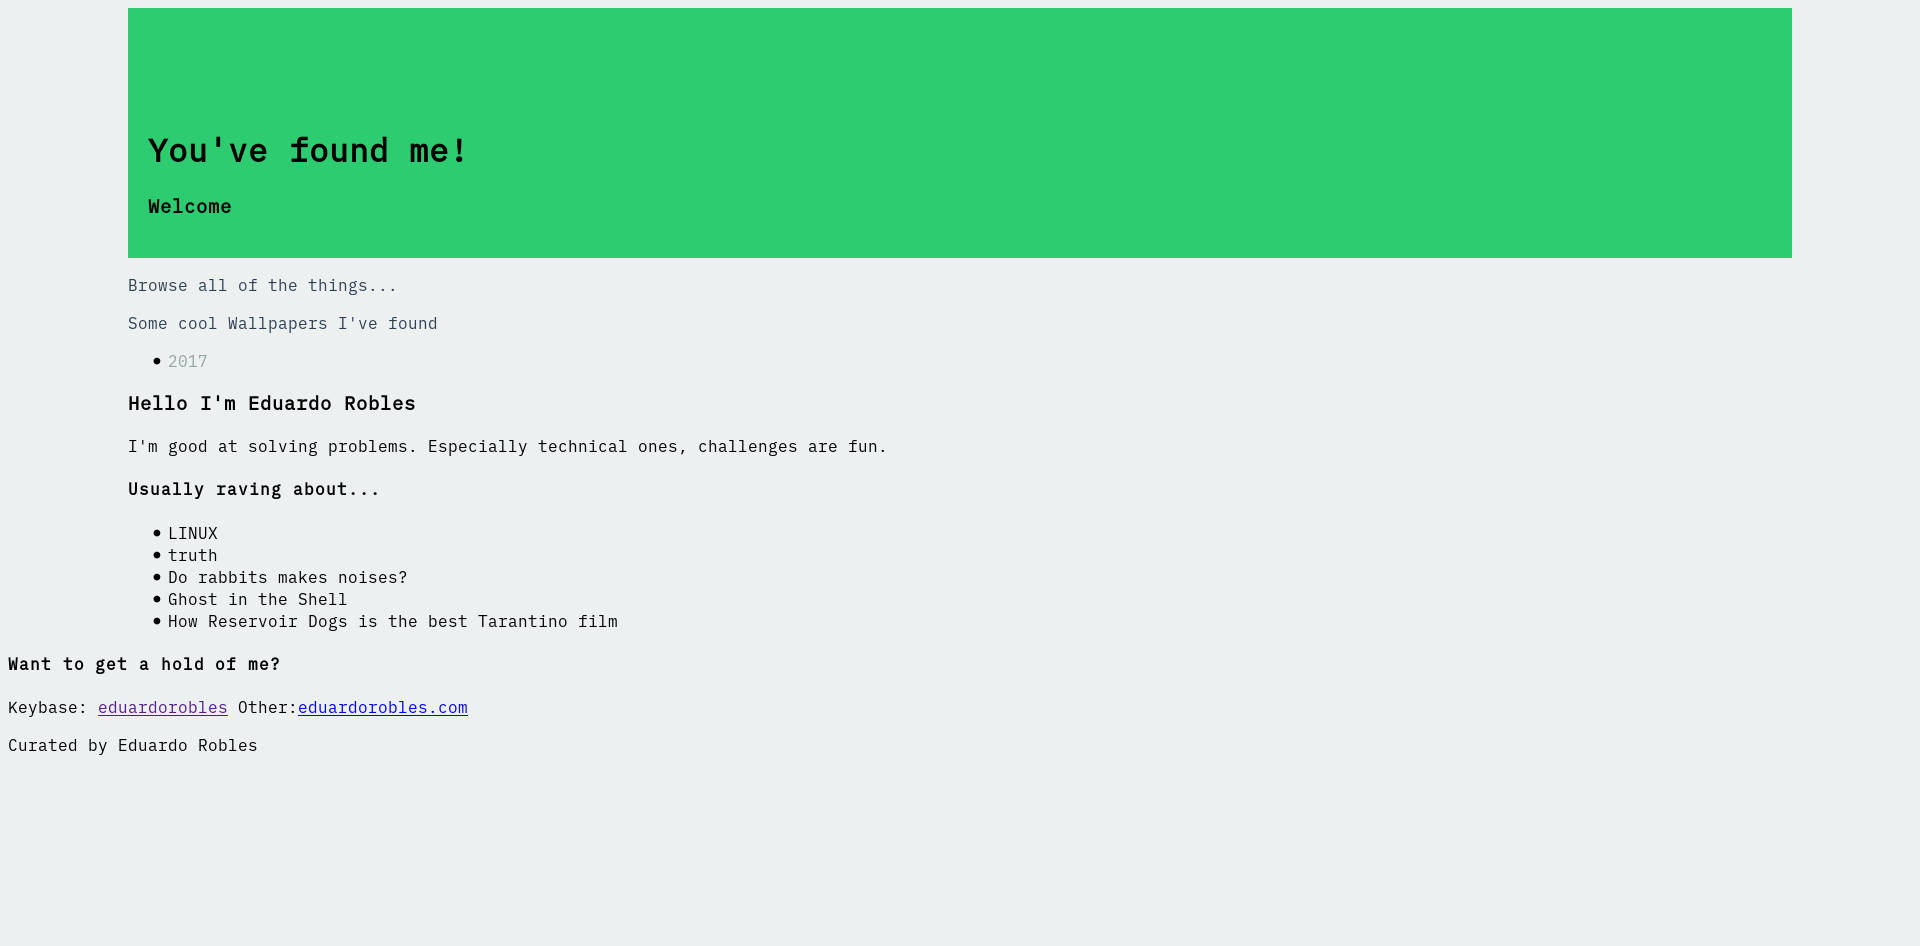 You've found me!
Welcome
Browse all of the things...
Some cool Wallpapers I've found
2017
Hello I'm Eduardo Robles
I'm good at solving problems. Especially technical ones, challenges are fun.
Usually raving about...
LINUX
truth
Do rabbits makes noises?
Ghost in the Shell
How Reservoir Dogs is the best Tarantino film
Want to get a hold of me?
Keybase: eduardorobles Other:eduardorobles.com
Curated by Eduardo Robles